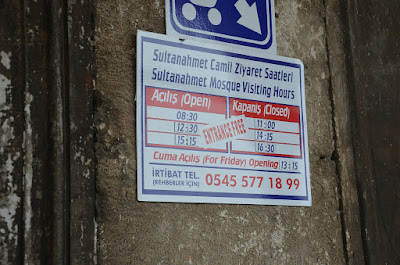 Sultanahmet Camii Ziyaret Saatleri
Sultanahmet Mosque Visiting Hours
Açılış (Open) Kapanış (Closed)
08:30 11:00
12:30 14:15
15:15 16:30
ENTRANCE FREE
Cuma Açılış (For Friday) Opening 13:15
İRTİBAT TEL. 0545 577 18 99
(REHBERLER İÇİN)